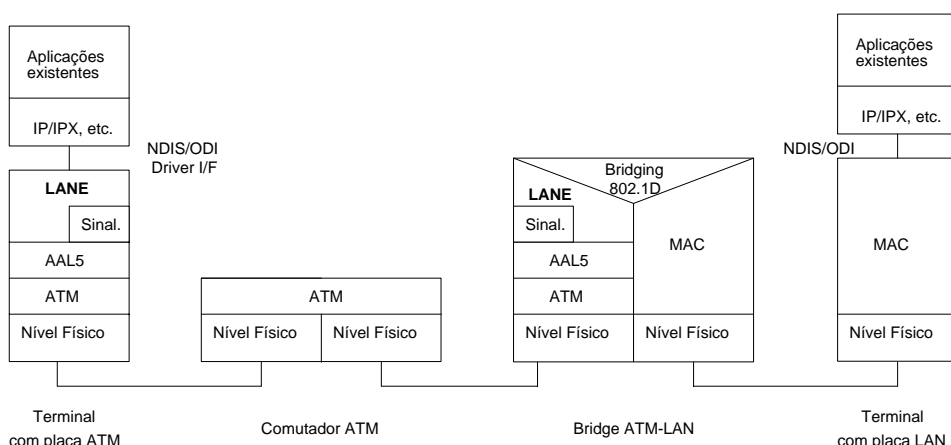 Aplicações
existentes
IP/IPX, etc.
NDIS/ODI
Driver I/F
LANE
Sinal.
AAL5
ATM
Nível Físico
Terminal
com placa ATM
ATM
Nível Físico
Nível Físico
Comutador ATM
Bridging
802.1D
LANE
Sinal.
AAL5
ATM
Nível Físico
MAC
Nível Físico
Bridge ATM-LAN
Aplicações
existentes
IP/IPX, etc.
NDIS/ODI
MAC
Nível Físico
Terminal
com placa LAN